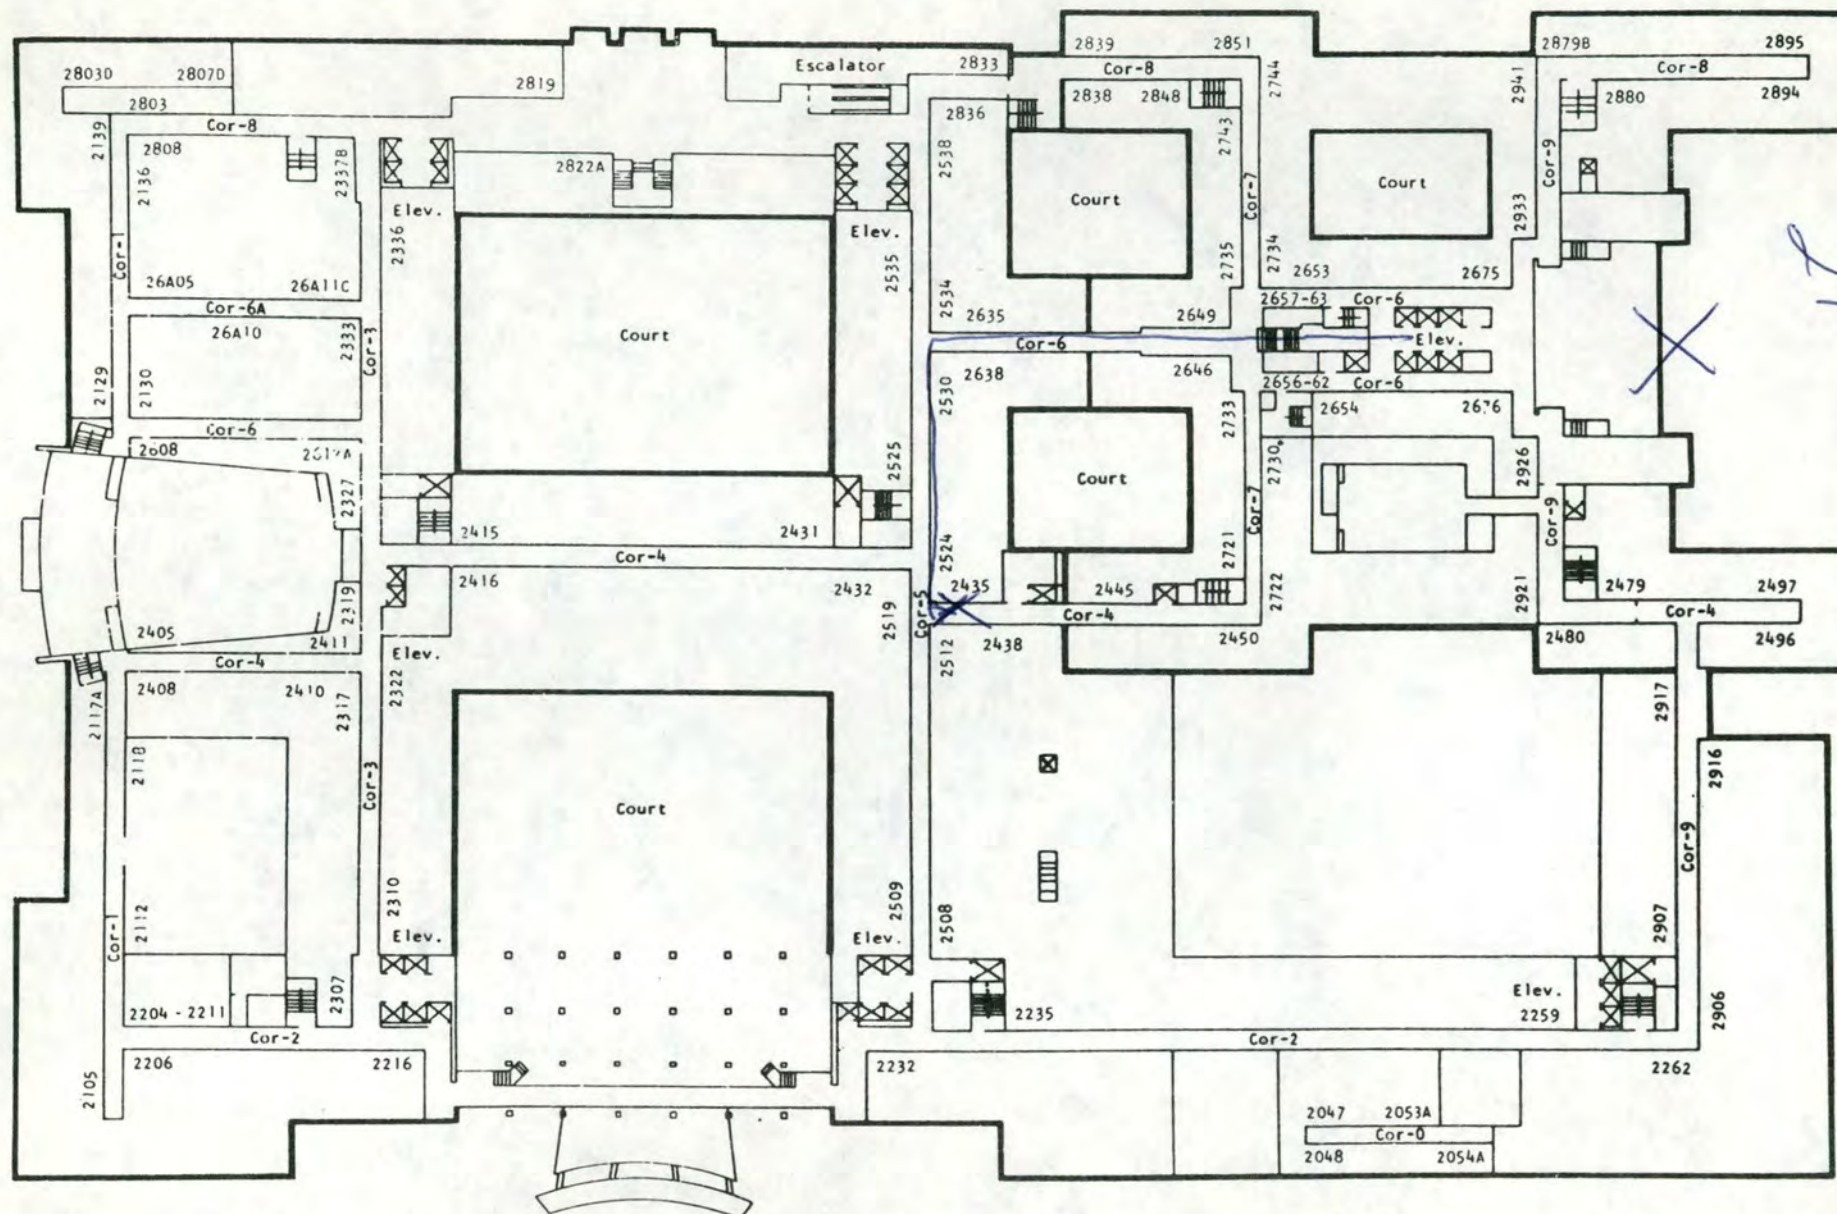 2839 2851 2879B 2895
28030 2807D 2819 Escalator 2833 Cor-8 2744 2941 Cor-8
2803 2838 2848 2880 2894
Cor-8 2836
2139 2808 2337B 2822A 2538 2743 Cor-9
2136 Court Court
Elev. Elev. Cor-7 2933
Cor-1 2336 2535 2735 2734
26A05 26A11C 2534 2653 2675
Cor-6A 2635 2649 2657-63 Cor-6
26A10 2333 Court Cor-6 Elev.
Cor-3 2638 2646 2656-62 Cor-6
2129 2130 2530 2733 2654 2676
Cor-6
2608 2525 Court 2730 2926
2327 Cor-7 Cor-9
2415 2431 2524 2721
Cor-4
2416 2432 2435 2445 2722 2921 2479 2497
2319 2519 Cor-5 Cor-4 Cor-4
2405 2411 2438 2450 2480 2496
Cor-4 Elev. 2512
2408 2410 2322 2917
2117A 2317
2118 2916
Cor-3 Court
Cor-9
2112 2310 2509 2508 2907
Cor-1 Elev. Elev.
2307 Elev.
2204 - 2211 2235 2259 2906
Cor-2 Cor-2
2105 2206 2216 2232 2262
2047 2053A
Cor-0
2048 2054A